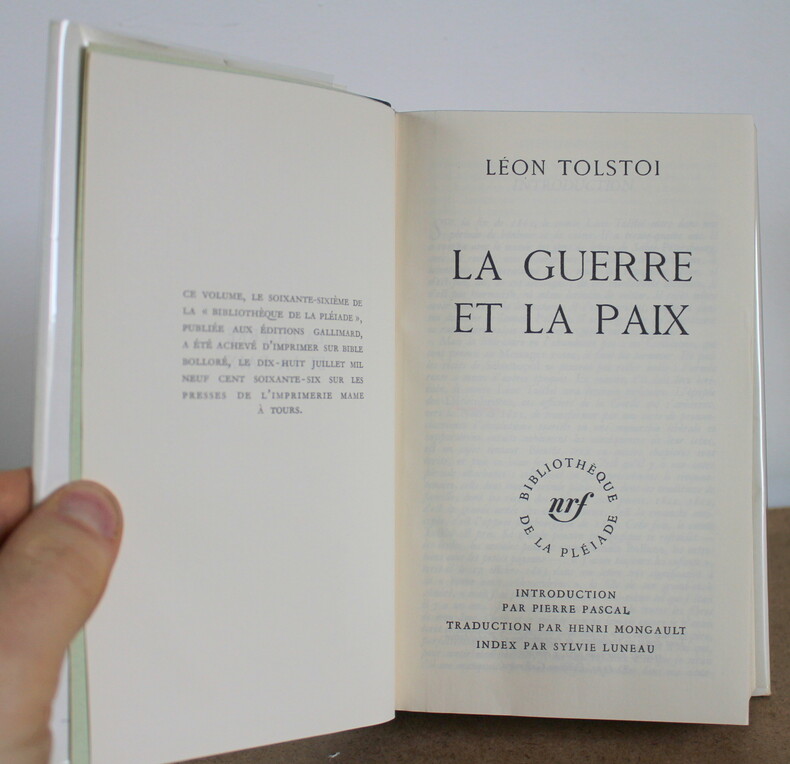 CE VOLUME, LE SOIXANTE-SIXIÈME DE
LA « BIBLIOTHÈQUE DE LA PLÉIADE »,
PUBLIÉE AUX ÉDITIONS GALLIMARD,
A ÉTÉ ACHEVÉ D'IMPRIMER SUR BIBLE
BOLLORÉ, LE DIX-HUIT JUILLET MIL
NEUF CENT SOIXANTE-SIX SUR LES
PRESSES DE L'IMPRIMERIE MAME
À TOURS.
LÉON TOLSTOI
LA GUERRE
ET LA PAIX
BIBLIOTHÈQUE
DE LA PLÉIADE
nrf
INTRODUCTION
PAR PIERRE PASCAL
TRADUCTION PAR HENRI MONGAULT
INDEX PAR SYLVIE LUNEAU